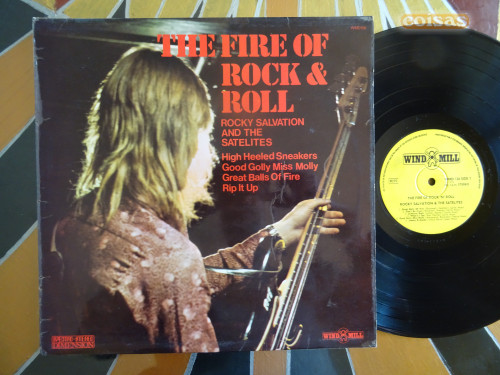 coisas
THE FIRE OF
ROCK &
ROLL
ROCKY SALVATION
AND THE
SATELITES
High Heeled Sneakers
Good Golly Miss Molly
Great Balls Of Fire
Rip It Up
DIMENSION
WIND MILL
WIND MILL
THE FIRE OF ROCK 'N' ROLL
ROCKY SALVATION & THE SATELITES